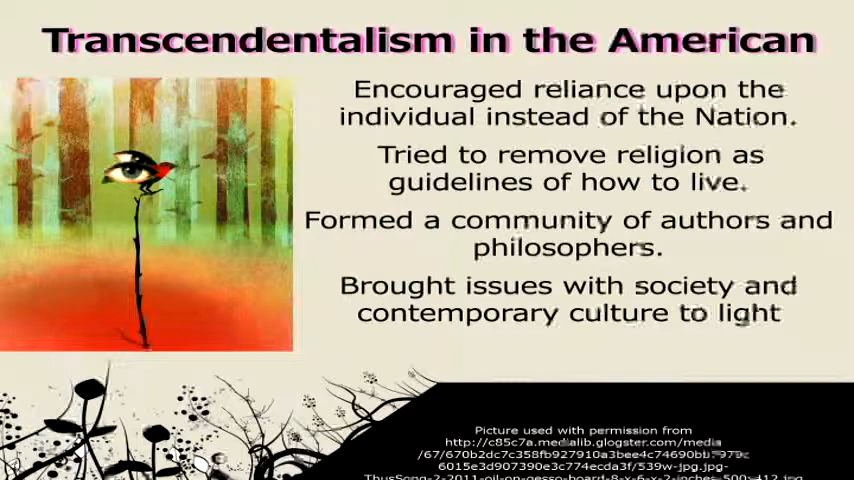 Transcendentalism in the American
Encouraged reliance upon the
individual instead of the Nation.
Tried to remove religion as
guidelines of how to live.
Formed a community of authors and
philosophers.
Brought issues with society and
contemporary culture to light
Picture used with permission from
http://c85c7a.medialib.glogster.com/media
6015e3d907390e3c774ecda3f/539w-jpg.jpg-